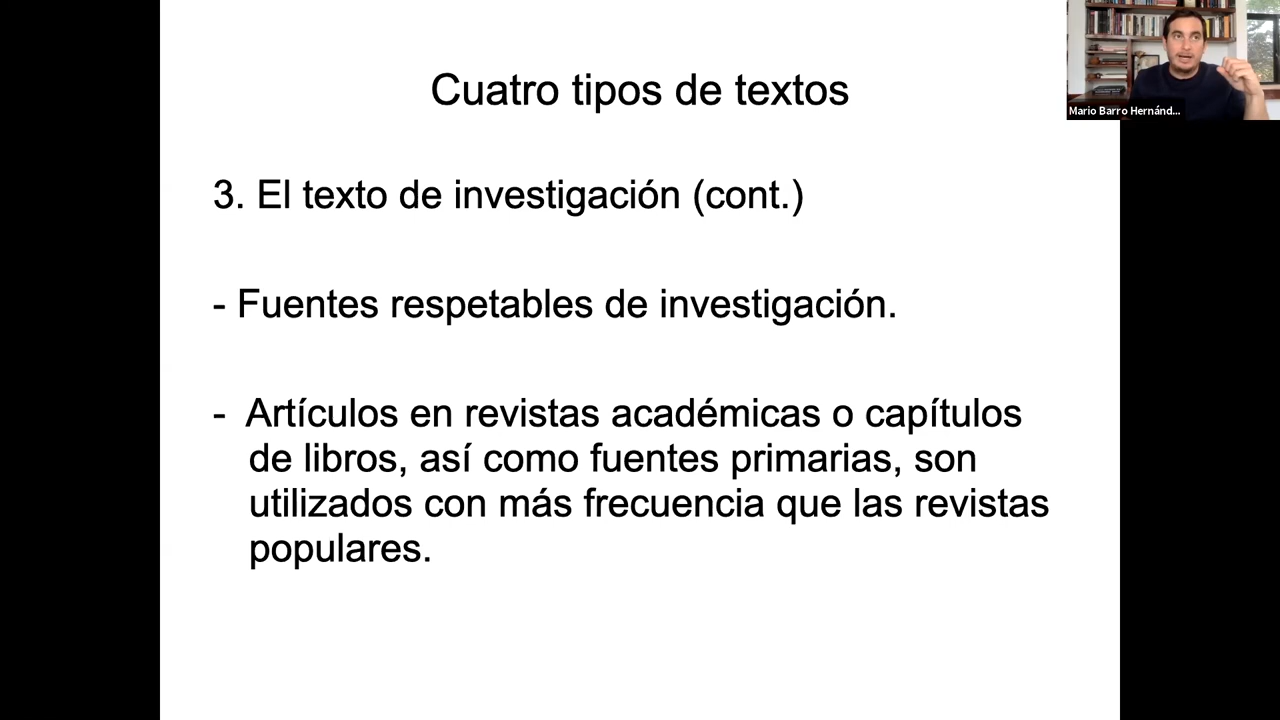 Cuatro tipos de textos
Mario Barro Hernánd...
3. El texto de investigación (cont.)
- Fuentes respetables de investigación.
- Artículos en revistas académicas o capítulos
de libros, así como fuentes primarias, son
utilizados con más frecuencia que las revistas
populares.